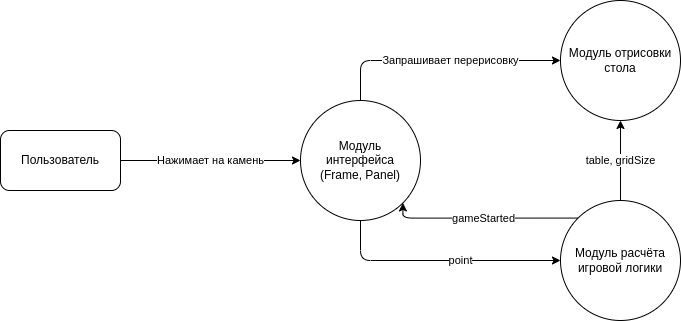 Запрашивает перерисовку
Модуль отрисовки
стола
Пользователь
Нажимает на камень
Модуль
интерфейса
(Frame, Panel)
table, gridSize
gameStarted
point
Модуль расчёта
игровой логики